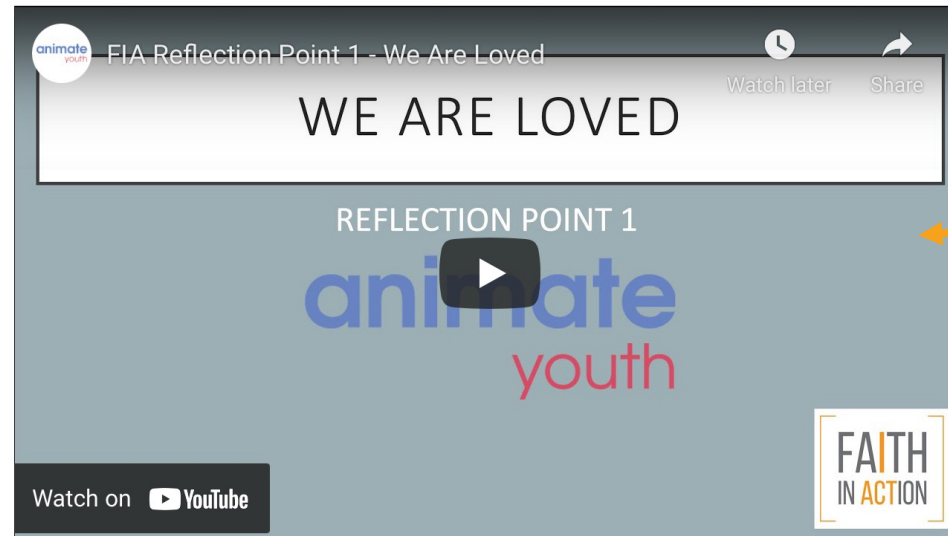 animate
youth
FIA Reflection Point 1 - We Are Loved
Watch later
Share
WE ARE LOVED
REFLECTION POINT 1
animate
youth
FAITH
IN ACTION
Watch on YouTube